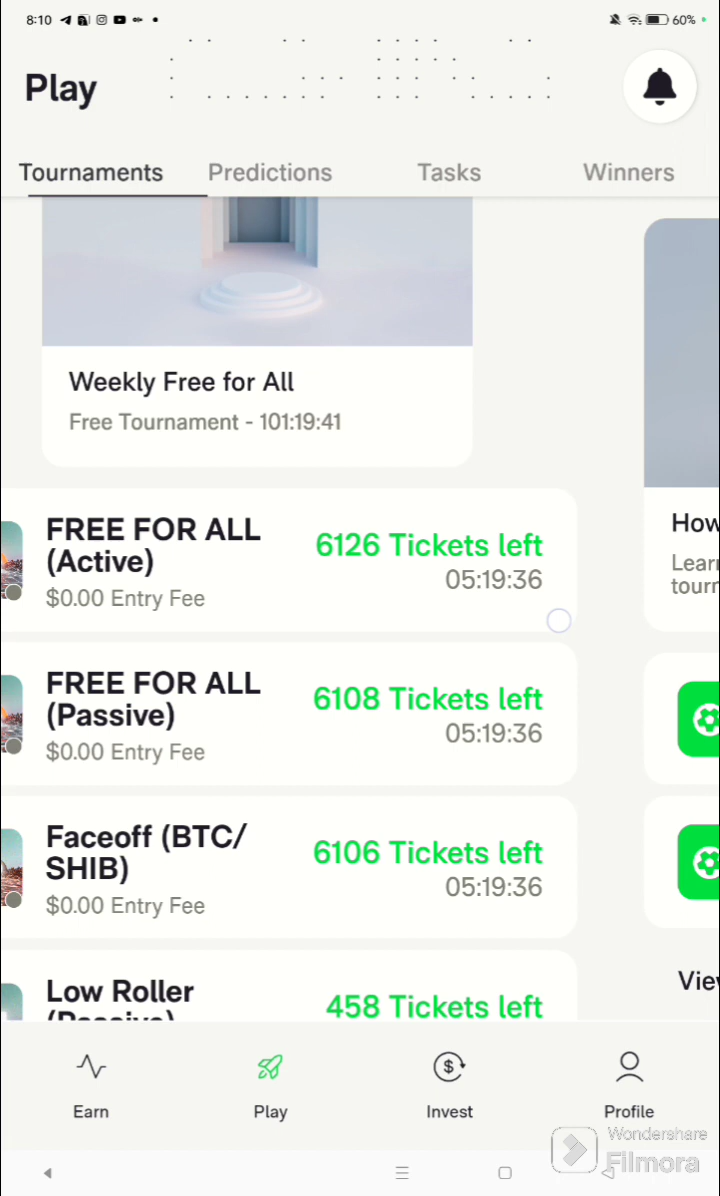 8:10
60%
Play
Tournaments Predictions Tasks Winners
Weekly Free for All
Free Tournament - 101:19:41
How
Learn
tourn
FREE FOR ALL
(Active)
$0.00 Entry Fee
6126 Tickets left
05:19:36
FREE FOR ALL
(Passive)
$0.00 Entry Fee
6108 Tickets left
05:19:36
Faceoff (BTC/
SHIB)
$0.00 Entry Fee
6106 Tickets left
05:19:36
View
Low Roller
(Passive)
458 Tickets left
Earn Play Invest Profile
Wondershare
Filmora